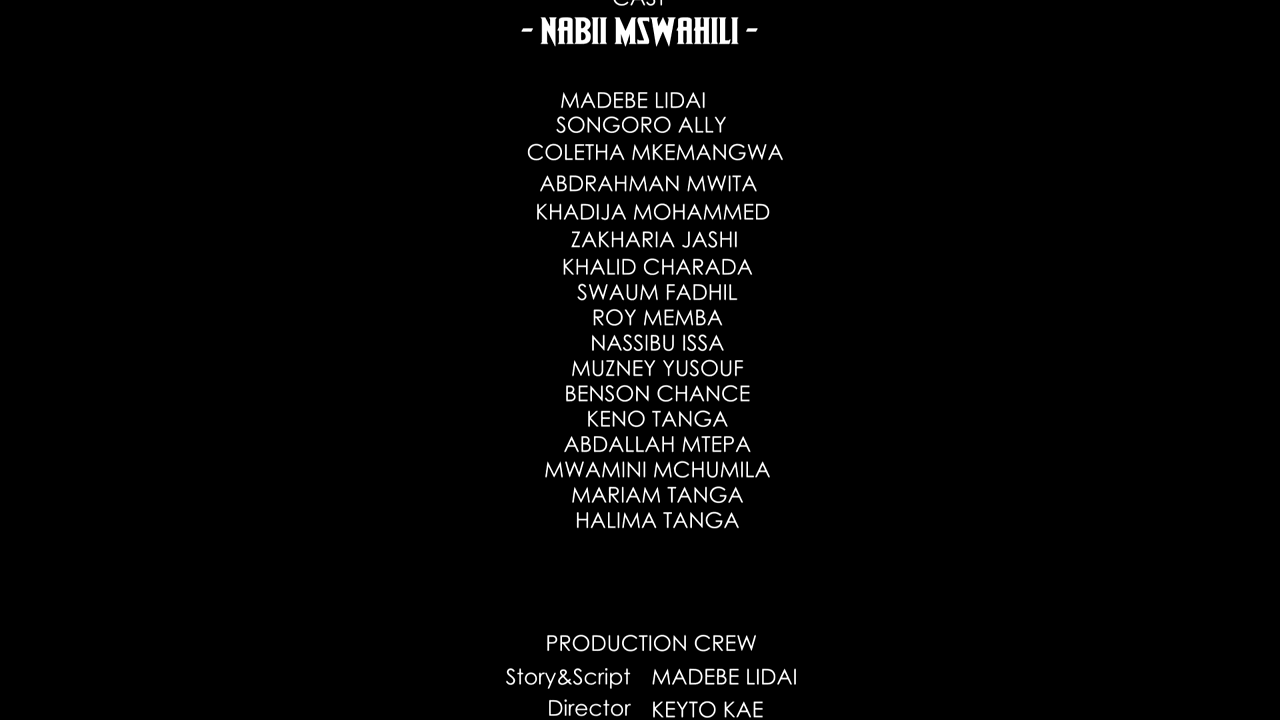 CAST
- NABII MSWAHILI -
MADEBE LIDAI
SONGORO ALLY
COLETHA MKEMANGWA
ABDRAHMAN MWITA
KHADIJA MOHAMMED
ZAKHARIA JASHI
KHALID CHARADA
SWAUM FADHIL
ROY MEMBA
NASSIBU ISSA
MUZNEY YUSOUF
BENSON CHANCE
KENO TANGA
ABDALLAH MTEPA
MWAMINI MCHUMILA
MARIAM TANGA
HALIMA TANGA
PRODUCTION CREW
Story&Script MADEBE LIDAI
Director KEYTO KAE